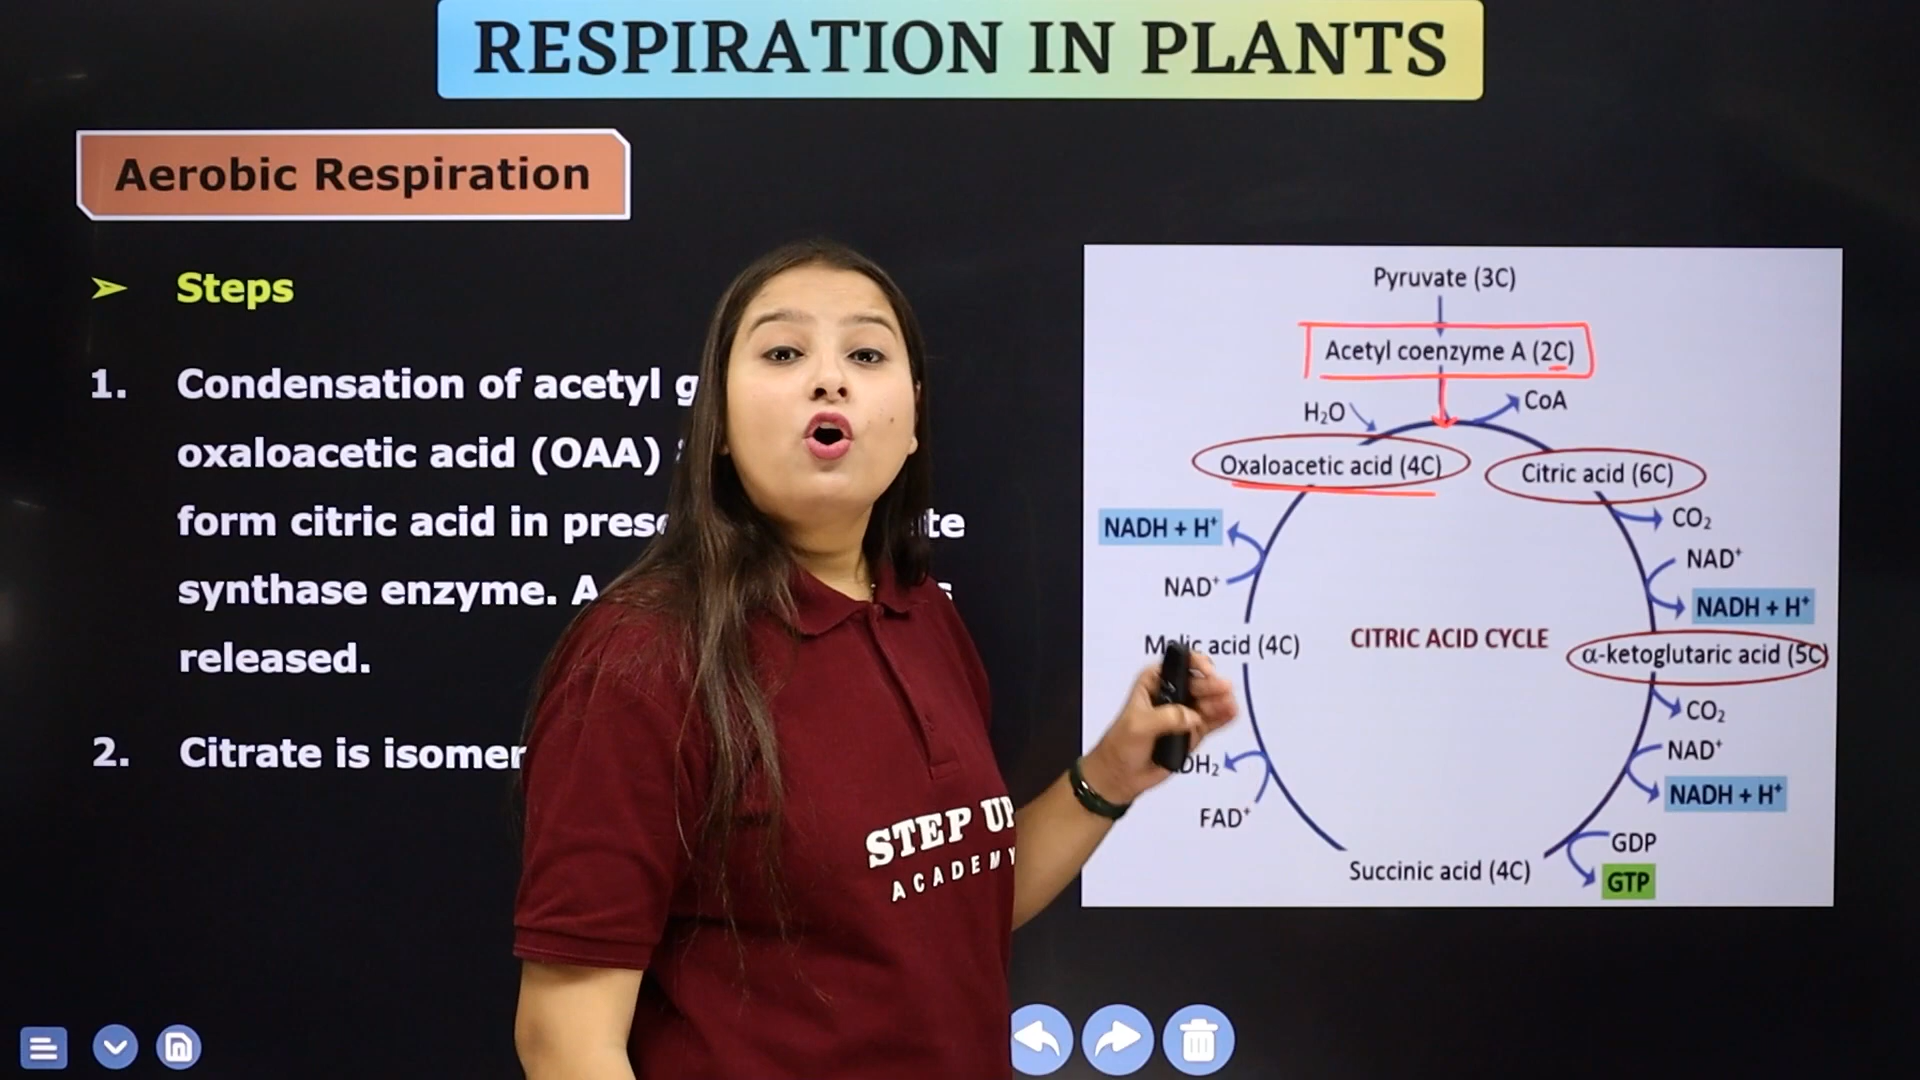 RESPIRATION IN PLANTS
Aerobic Respiration
➢ Steps
1. Condensation of acetyl
oxaloacetic acid (OAA)
form citric acid in
synthase enzyme. A
released.
2. Citrate is
STEP UP
ACADEMY
Pyruvate (3C)
Acetyl coenzyme A (2C)
H₂O
CoA
Oxaloacetic acid (4C)
Citric acid (6C)
CO₂
NADH + H⁺
NAD⁺
NAD⁺
NADH + H⁺
Malic acid (4C)
CITRIC ACID CYCLE
α-ketoglutaric acid (5C)
CO₂
NAD⁺
DH₂
NADH + H⁺
FAD⁺
GDP
Succinic acid (4C)
GTP